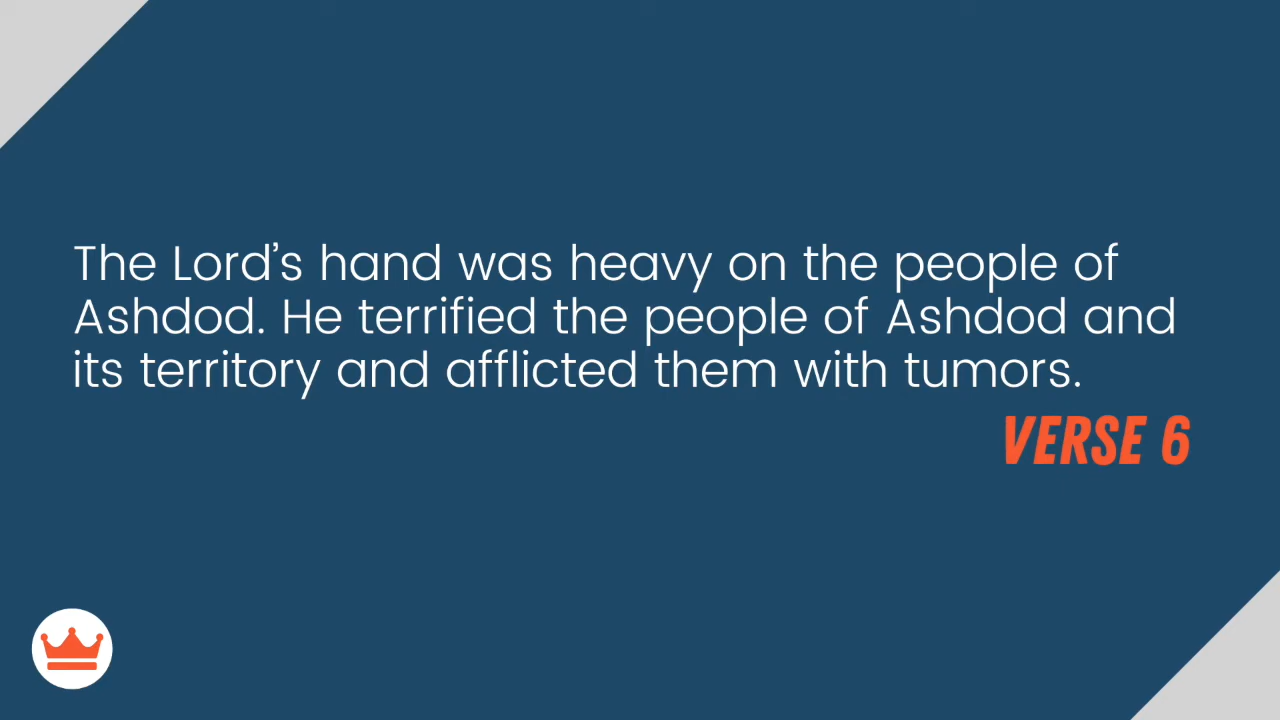 The Lord’s hand was heavy on the people of
Ashdod. He terrified the people of Ashdod and
its territory and afflicted them with tumors.
VERSE 6